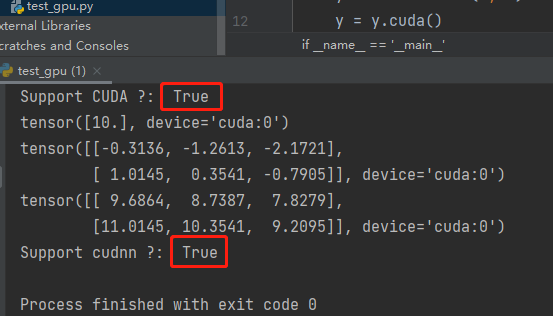 test_gpu.py
External Libraries
Scratches and Consoles
12
y = y.cuda()
if __name__ == '__main__'
test_gpu (1) ×
Support CUDA ?: True
tensor([10.], device='cuda:0')
tensor([[-0.3136, -1.2613, -2.1721],
[ 1.0145, 0.3541, -0.7905]], device='cuda:0')
tensor([[ 9.6864, 8.7387, 7.8279],
[11.0145, 10.3541, 9.2095]], device='cuda:0')
Support cudnn ?: True
Process finished with exit code 0